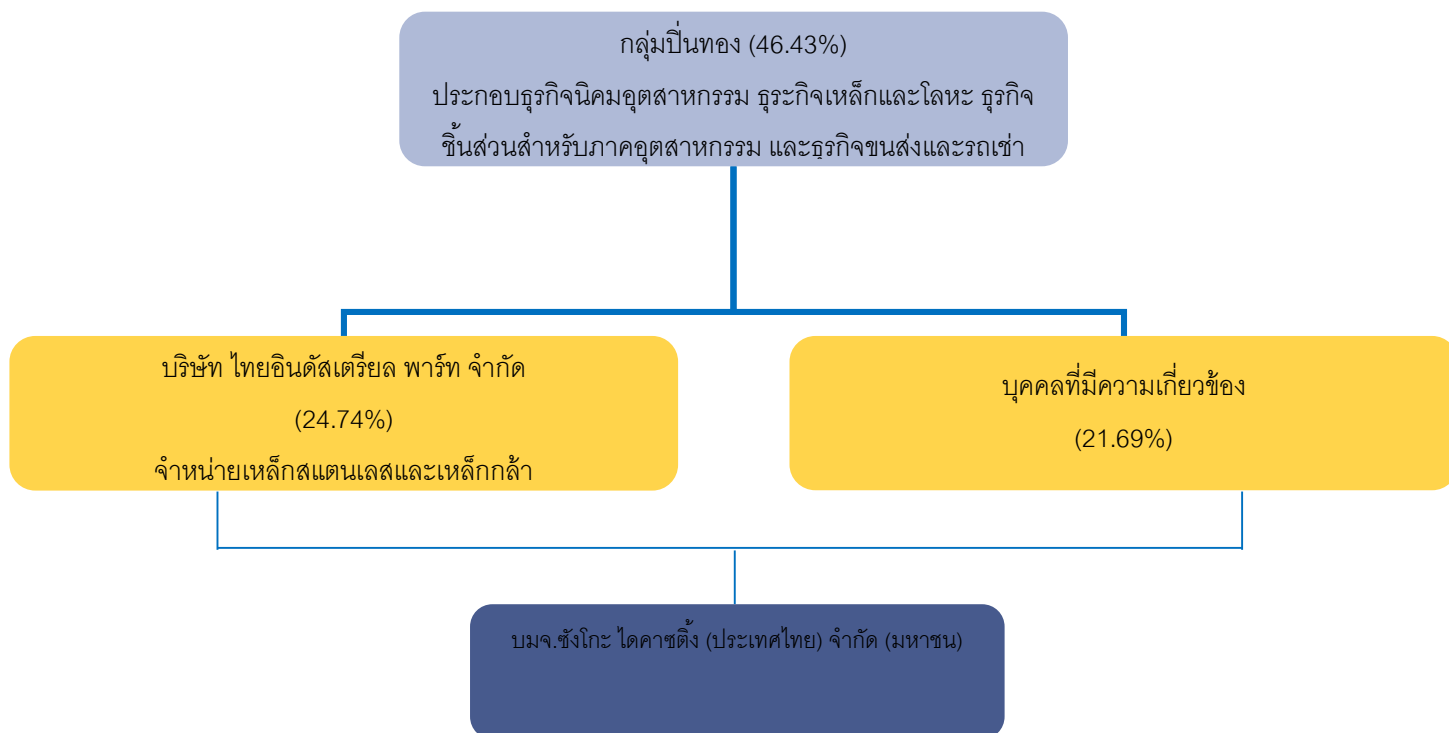 กลุ่มปิ่นทอง (46.43%)
ประกอบธุรกิจนิคมอุตสาหกรรม ธุระกิจเหล็กและโลหะ ธุรกิจ
ชิ้นส่วนสำหรับภาคอุตสาหกรรม และธุรกิจขนส่งและรถเช่า
บริษัท ไทยอินดัสเตรียล พาร์ท จำกัด
(24.74%)
จำหน่ายเหล็กสแตนเลสและเหล็กกล้า
บุคคลที่มีความเกี่ยวข้อง
(21.69%)
บมจ.ซังโกะ ไดคาซติ้ง (ประเทศไทย) จำกัด (มหาชน)